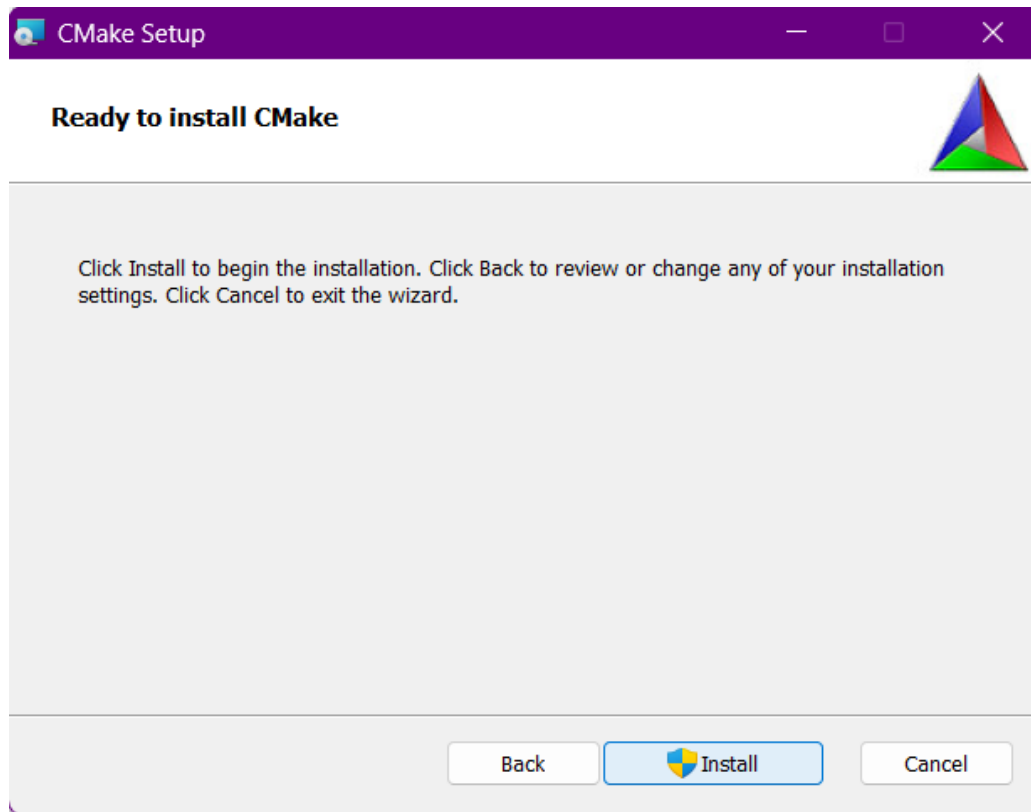 CMake Setup
Ready to install CMake
Click Install to begin the installation. Click Back to review or change any of your installation
settings. Click Cancel to exit the wizard.
Back
Install
Cancel